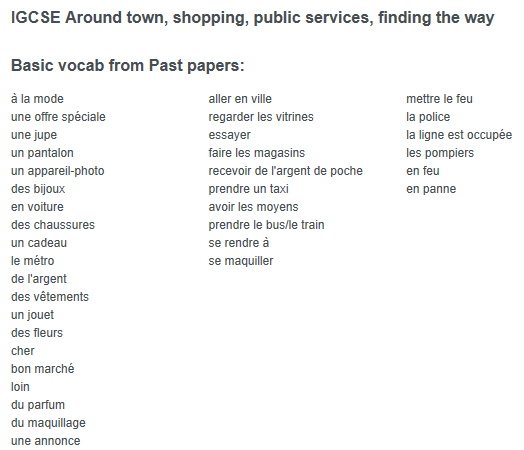 IGCSE Around town, shopping, public services, finding the way
Basic vocab from Past papers:
à la mode
une offre spéciale
une jupe
un pantalon
un appareil-photo
des bijoux
en voiture
des chaussures
un cadeau
le métro
de l'argent
des vêtements
un jouet
des fleurs
cher
bon marché
loin
du parfum
du maquillage
une annonce
aller en ville
regarder les vitrines
essayer
faire les magasins
recevoir de l'argent de poche
prendre un taxi
avoir les moyens
prendre le bus/le train
se rendre à
se maquiller
mettre le feu
la police
la ligne est occupée
les pompiers
en feu
en panne